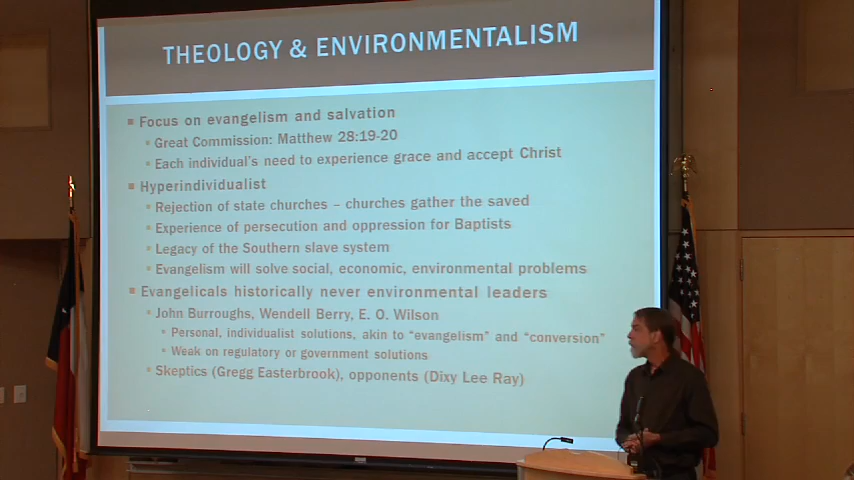 THEOLOGY & ENVIRONMENTALISM
Focus on evangelism and salvation
Great Commission: Matthew 28:19-20
Each individual's need to experience grace and accept Christ
Hyperindividualist
Rejection of state churches – churches gather the saved
Experience of persecution and oppression for Baptists
Legacy of the Southern slave system
Evangelism will solve social, economic, environmental problems
Evangelicals historically never environmental leaders
John Burroughs, Wendell Berry, E. O. Wilson
Personal, individualist solutions, akin to "evangelism" and "conversion"
Weak on regulatory or government solutions
Skeptics (Gregg Easterbrook), opponents (Dixy Lee Ray)